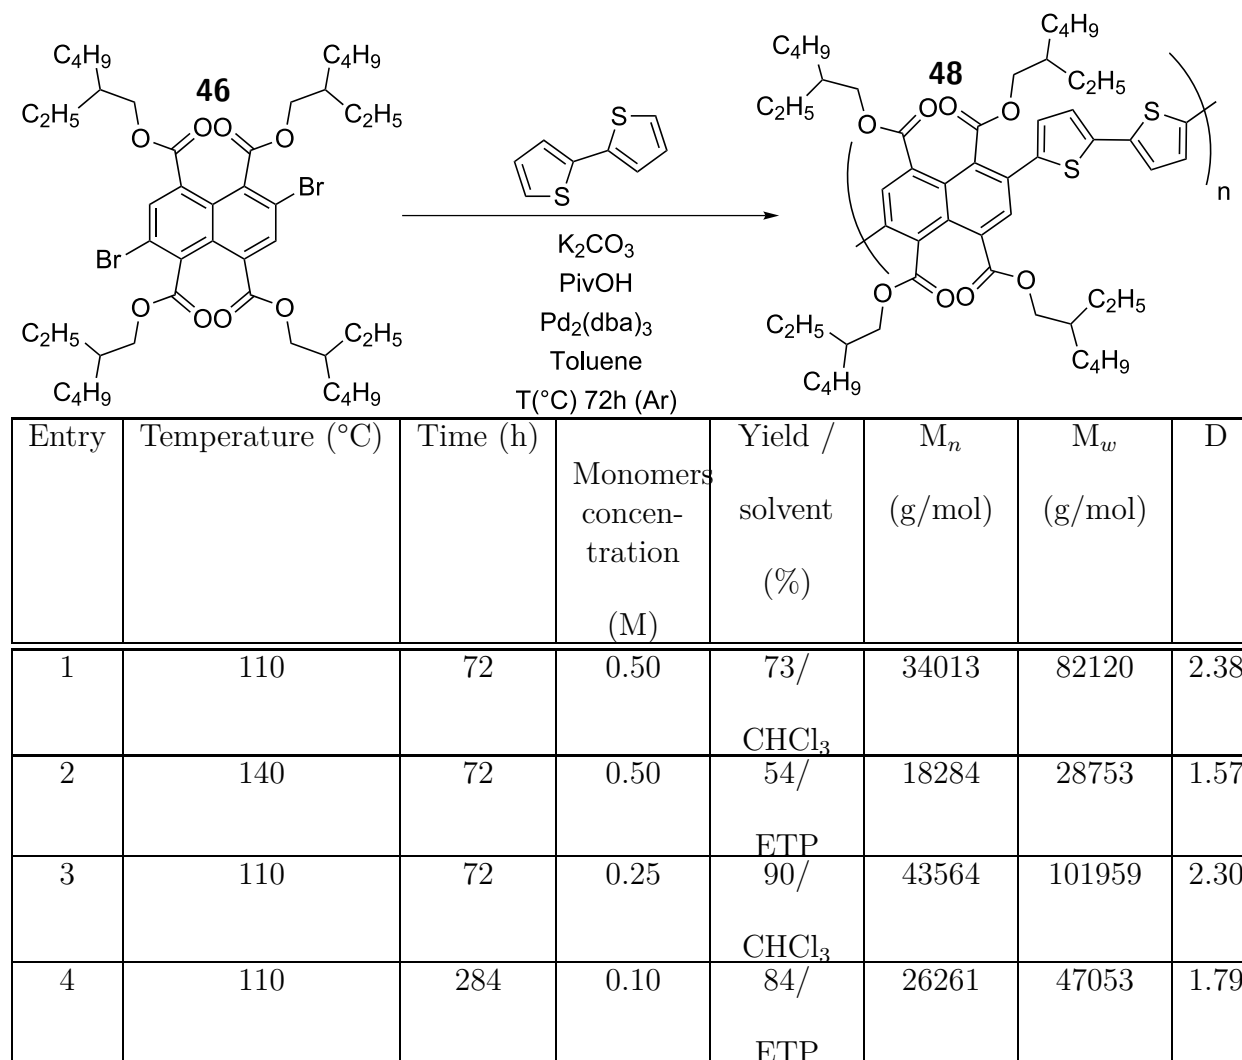 C4H9 46 C4H9
C2H5 C2H5
O O O O
Br
Br
O O O O
C2H5 C2H5
C4H9 C4H9
S
S
K2CO3
PivOH
Pd2(dba)3
Toluene
T(°C) 72h (Ar)
C4H9 48 C4H9
C2H5 C2H5
O O O O S
S
n
O O O O
C2H5 C2H5
C4H9 C4H9
Entry Temperature (°C) Time (h) Monomers concen-tration (M) Yield / solvent (%) Mn (g/mol) Mw (g/mol) D
1 110 72 0.50 73/ CHCl3 34013 82120 2.38
2 140 72 0.50 54/ ETP 18284 28753 1.57
3 110 72 0.25 90/ CHCl3 43564 101959 2.30
4 110 284 0.10 84/ ETP 26261 47053 1.79